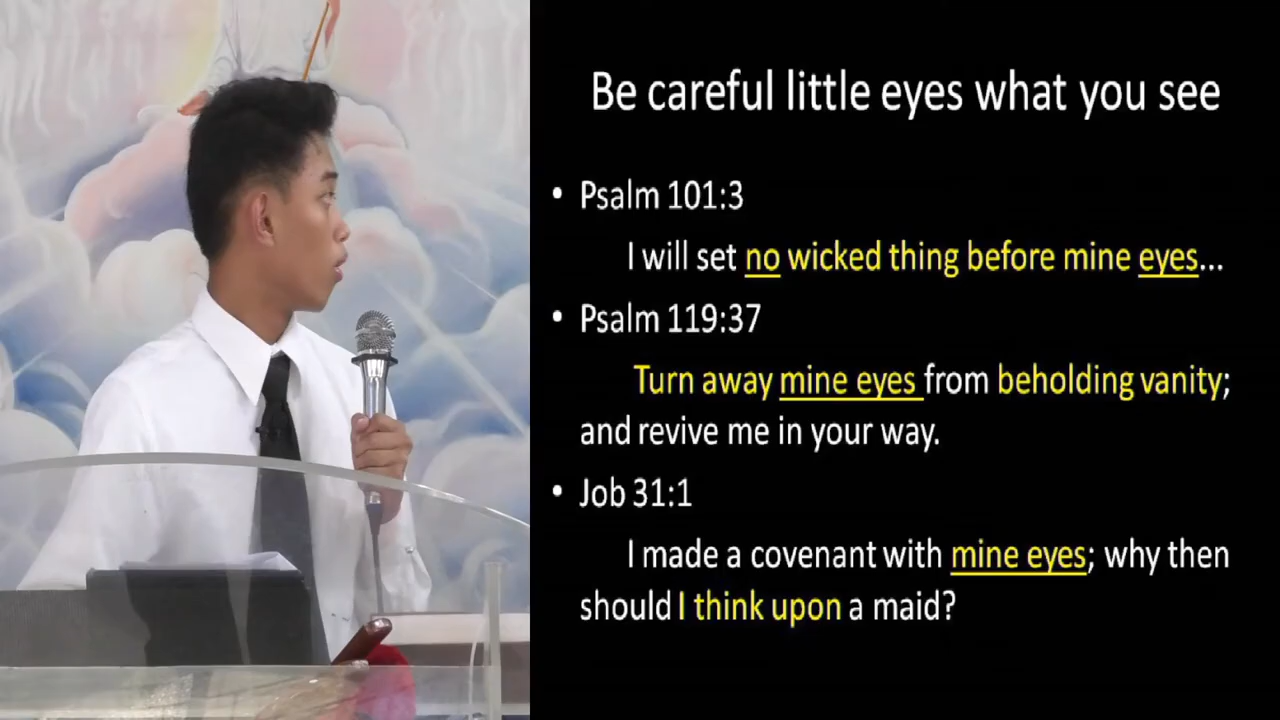 Be careful little eyes what you see
• Psalm 101:3
I will set no wicked thing before mine eyes...
• Psalm 119:37
Turn away mine eyes from beholding vanity;
and revive me in your way.
• Job 31:1
I made a covenant with mine eyes; why then
should I think upon a maid?